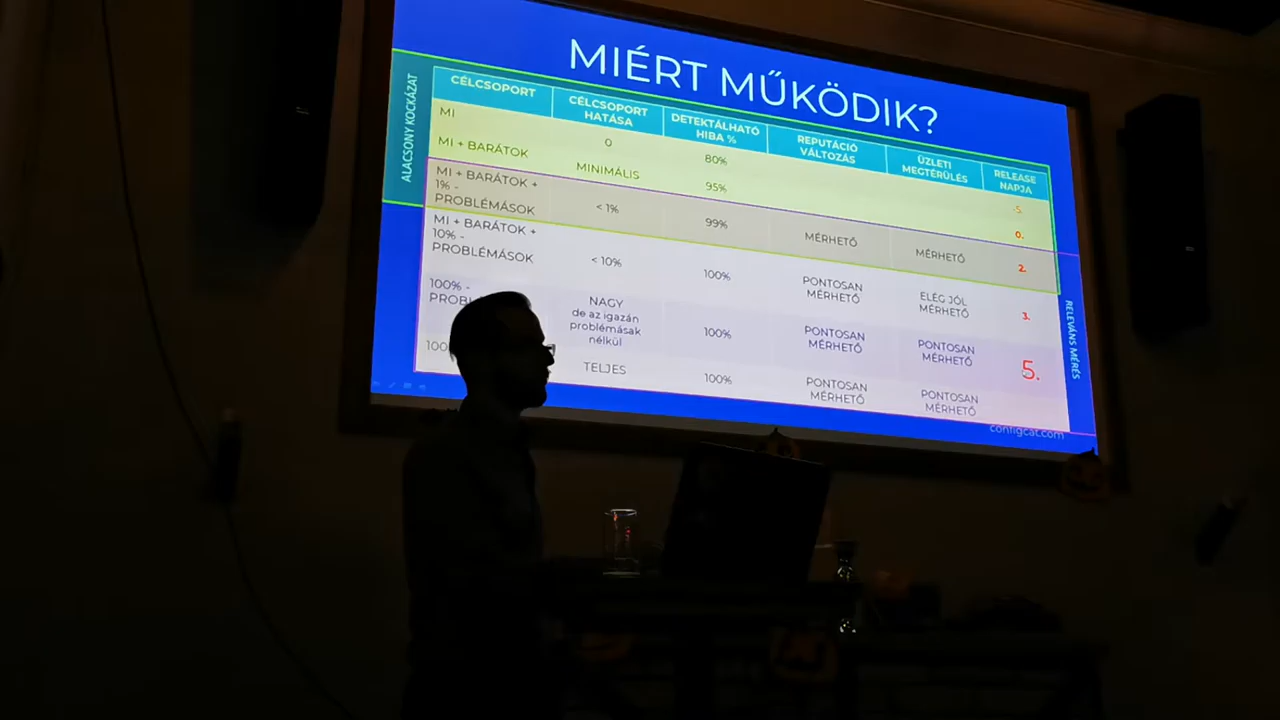 MIÉRT MŰKÖDIK?
ALACSONY KOCKÁZAT
CÉLCSOPORT
CÉLCSOPORT
HATÁSA
DETEKTÁLHATÓ
HIBA %
REPUTÁCIÓ
VÁLTOZÁS
ÜZLETI
MEGTÉRÜLÉS
RELEASE
NAPJA
MI
0
80%
-5.
MI + BARÁTOK
MINIMÁLIS
95%
0.
MI + BARÁTOK +
1% -
PROBLÉMÁSOK
< 1%
99%
MÉRHETŐ
MÉRHETŐ
2.
MI + BARÁTOK +
10% -
PROBLÉMÁSOK
< 10%
100%
PONTOSAN
MÉRHETŐ
ELÉG JÓL
MÉRHETŐ
3.
100% -
NAGY
de az igazán
problémásak
nélkül
100%
PONTOSAN
MÉRHETŐ
PONTOSAN
MÉRHETŐ
5.
TELJES
100%
PONTOSAN
MÉRHETŐ
PONTOSAN
MÉRHETŐ
RELEVÁNS MÉRÉS
configcat.com